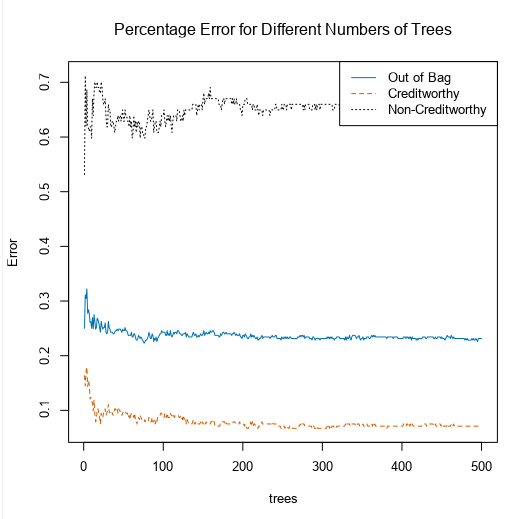 Percentage Error for Different Numbers of Trees
Out of Bag
Creditworthy
Non-Creditworthy
Error
0.7
0.6
0.5
0.4
0.3
0.2
0.1
0 100 200 300 400 500
trees